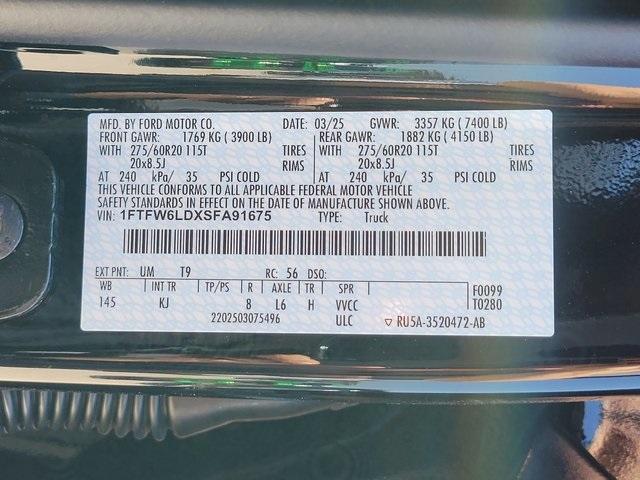 MFD. BY FORD MOTOR CO. DATE: 03/25 GVWR: 3357 KG ( 7400 LB)
FRONT GAWR: 1769 KG ( 3900 LB) REAR GAWR: 1882 KG ( 4150 LB)
WITH 275/60R20 115T TIRES WITH 275/60R20 115T TIRES
20x8.5J RIMS 20x8.5J RIMS
AT 240 kPa/ 35 PSI COLD AT 240 kPa/ 35 PSI COLD
THIS VEHICLE CONFORMS TO ALL APPLICABLE FEDERAL MOTOR VEHICLE
SAFETY STANDARDS IN EFFECT ON THE DATE OF MANUFACTURE SHOWN ABOVE.
VIN: 1FTFW6LDXSFA91675 TYPE: Truck
EXT PNT: UM T9 RC: 56 DSO:
WB INT TR TP/PS R AXLE TR SPR F0099
145 KJ 8 L6 H VVCC T0280
2202503075496 ULC ▽ RU5A-3520472-AB